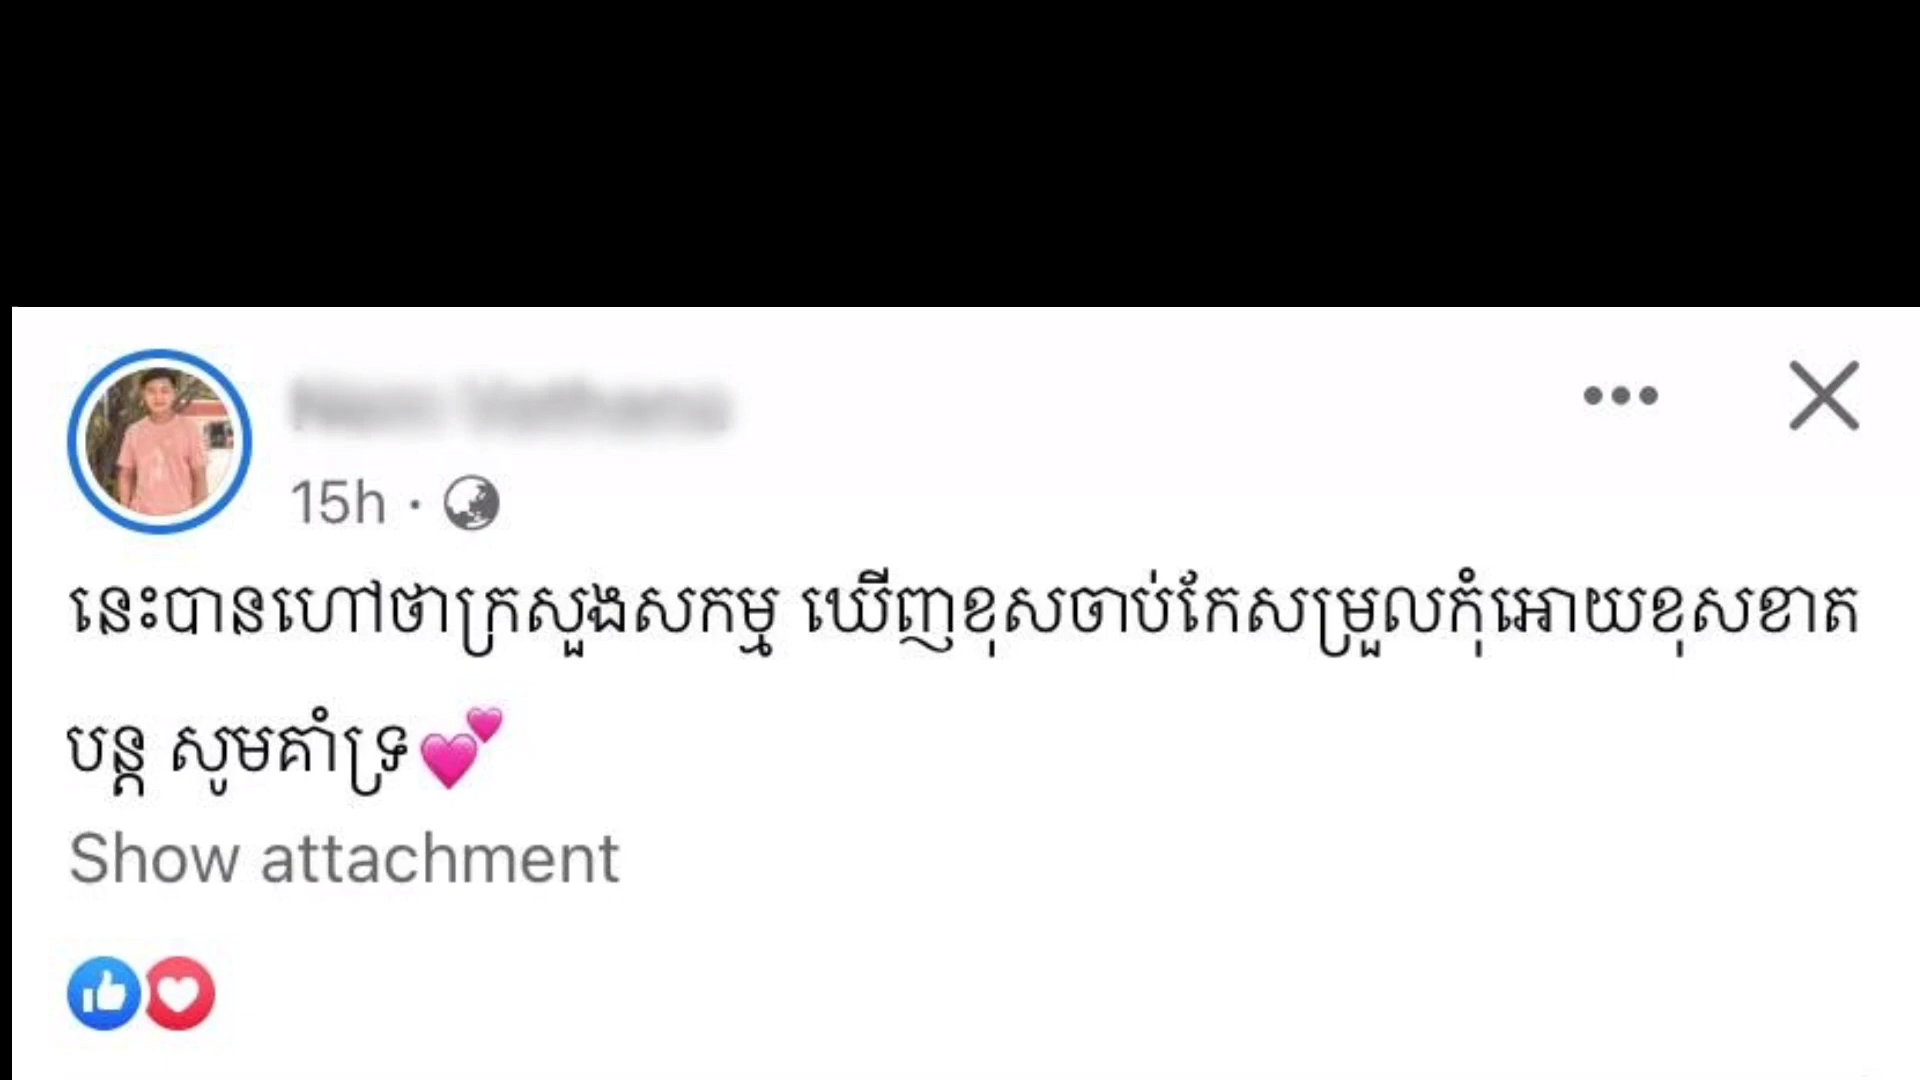 15h ·
នេះបានហៅថាក្រសួងសកម្ម ឃើញខុសចាប់កែសម្រួលកុំអោយខុសខាត
បន្ត សូមគាំទ្រ💕
Show attachment